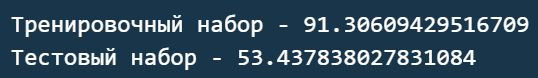 Тренировочный набор - 91.30609429516709
Тестовый набор - 53.437838027831084